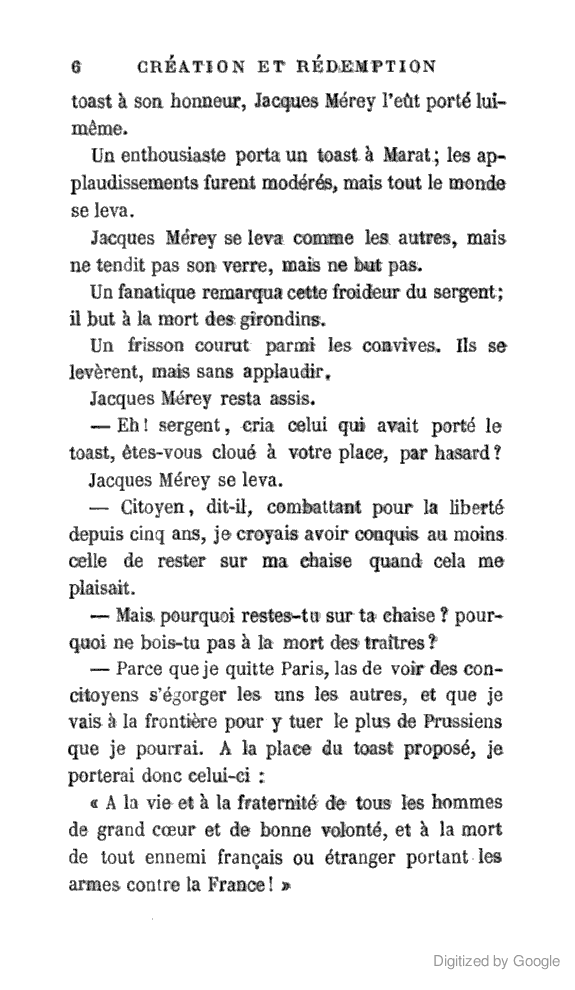 6 CRÉATION ET RÉDEMPTION
toast à son honneur, Jacques Mérey l'eût porté lui-
même.
Un enthousiaste porta un toast à Marat; les ap-
plaudissements furent modérés, mais tout le monde
se leva.
Jacques Mérey se leva comme les autres, mais
ne tendit pas son verre, mais ne but pas.
Un fanatique remarqua cette froideur du sergent;
il but à la mort des girondins.
Un frisson courut parmi les convives. Ils se
levèrent, mais sans applaudir.
Jacques Mérey resta assis.
— Eh! sergent, cria celui qui avait porté le
toast, êtes-vous cloué à votre place, par hasard?
Jacques Mérey se leva.
— Citoyen, dit-il, combattant pour la liberté
depuis cinq ans, je croyais avoir conquis au moins
celle de rester sur ma chaise quand cela me
plaisait.
— Mais pourquoi restes-tu sur ta chaise? pour-
quoi ne bois-tu pas à la mort des traîtres?
— Parce que je quitte Paris, las de voir des con-
citoyens s'égorger les uns les autres, et que je
vais à la frontière pour y tuer le plus de Prussiens
que je pourrai. A la place du toast proposé, je
porterai donc celui-ci :
« A la vie et à la fraternité de tous les hommes
de grand cœur et de bonne volonté, et à la mort
de tout ennemi français ou étranger portant les
armes contre la France! »
Digitized by Google